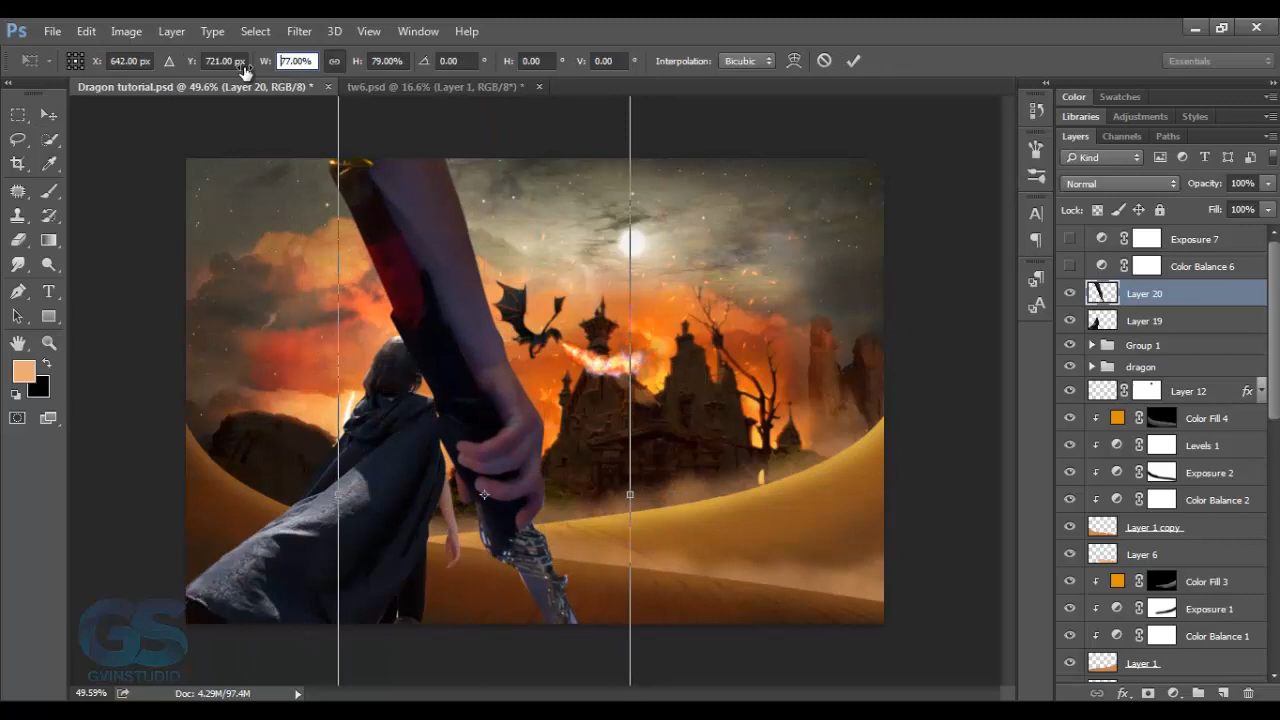 Ps File Edit Image Layer Type Select Filter 3D View Window Help
X: 642.00 px Y: 721.00 px W: 77.00% H: 79.00% 0.00 ° H: 0.00 ° V: 0.00 ° Interpolation: Bicubic Essentials
Dragon tutorial.psd @ 49.6% (Layer 20, RGB/8) * × tw6.psd @ 16.6% (Layer 1, RGB/8*) * ×
Color Swatches
Libraries Adjustments Styles
Layers Channels Paths
Kind
Normal Opacity: 100%
Lock: Fill: 100%
Exposure 7
Color Balance 6
Layer 20
Layer 19
Group 1
dragon
Layer 12 fx
Color Fill 4
Levels 1
Exposure 2
Color Balance 2
Layer 1 copy
Layer 6
Color Fill 3
Exposure 1
Color Balance 1
Layer 1
GS
GVINSTUDIO
49.59% Doc: 4.29M/97.4M